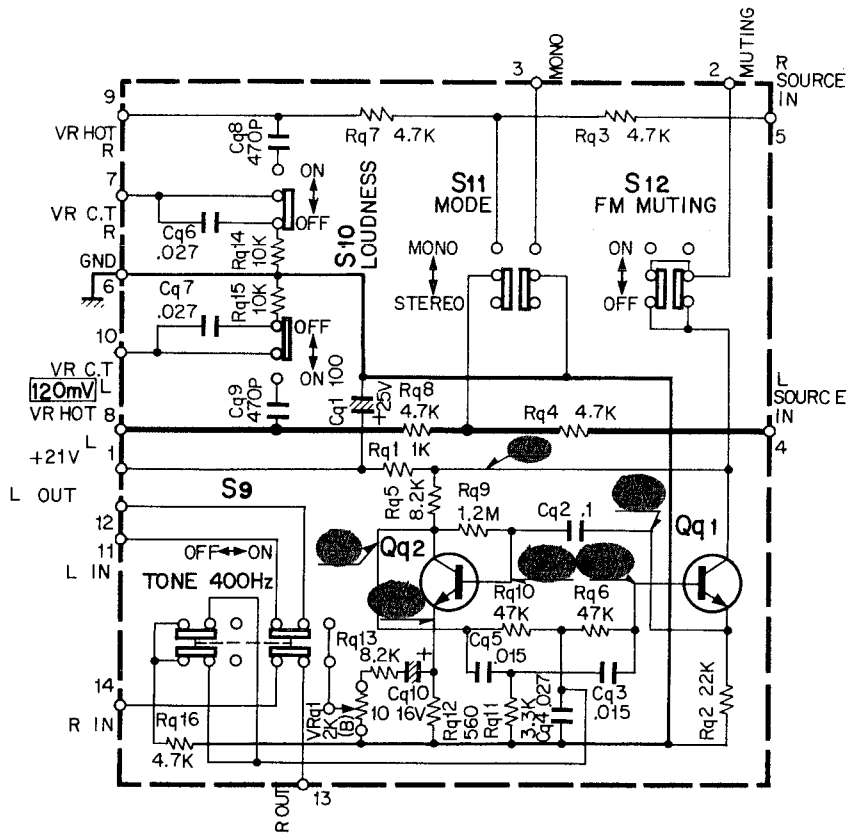 3
MONO
2
MUTING
R
SOURCE
IN
9
VR HOT
R
Cq8
470P
Rq7 4.7K
Rq3 4.7K
5
7
VR C.T
R
ON
OFF
S10
LOUDNESS
S11
MODE
S12
FM MUTING
Cq6
.027
Rq14
10K
GND
6
MONO
STEREO
ON
OFF
Cq7
.027
Rq15
10K
OFF
ON
10
VR C.T
120mV L
VR HOT
8
L
Cq9
470P
Cq1 100
+25V
Rq8
4.7K
Rq4 4.7K
L
SOURCE
IN
4
+21V
1
Rq1 1K
L OUT
S9
Rq5
8.2K
Rq9
1.2M
Cq2 .1
12
11
L IN
OFF ON
TONE 400Hz
Qq2
Qq1
Rq10
47K
Rq6
47K
Rq13
8.2K
+
Cq10
10 16V
Cq5
.015
Cq3
.015
14
R IN
Rq16
4.7K
VRq1
2K
(B)
Rq12
560
Rq11
3.3K
Cq4 .027
Rq2 22K
R OUT
13